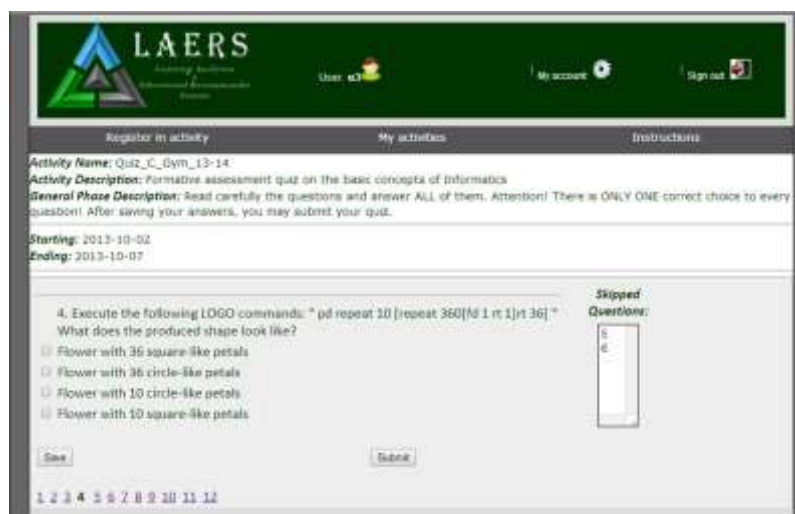 LAERS
User: u3
My account
Sign out
Register in activity
My activities
Instructions
Activity Name: Quiz_C_Gym_13-14
Activity Description: Formative assessment quiz on the basic concepts of Informatics
General Phase Description: Read carefully the questions and answer ALL of them. Attention! There is ONLY ONE correct choice to every
question! After saving your answers, you may submit your quiz.
Starting: 2013-10-02
Ending: 2013-10-07
Skipped
Questions:
5
6
4. Execute the following LOGO commands: " pd repeat 10 [repeat 360[fd 1 rt 1]rt 36] "
What does the produced shape look like?
Flower with 36 square-like petals
Flower with 36 circle-like petals
Flower with 10 circle-like petals
Flower with 10 square-like petals
Save
Submit
1 2 3 4 5 6 7 8 9 10 11 12